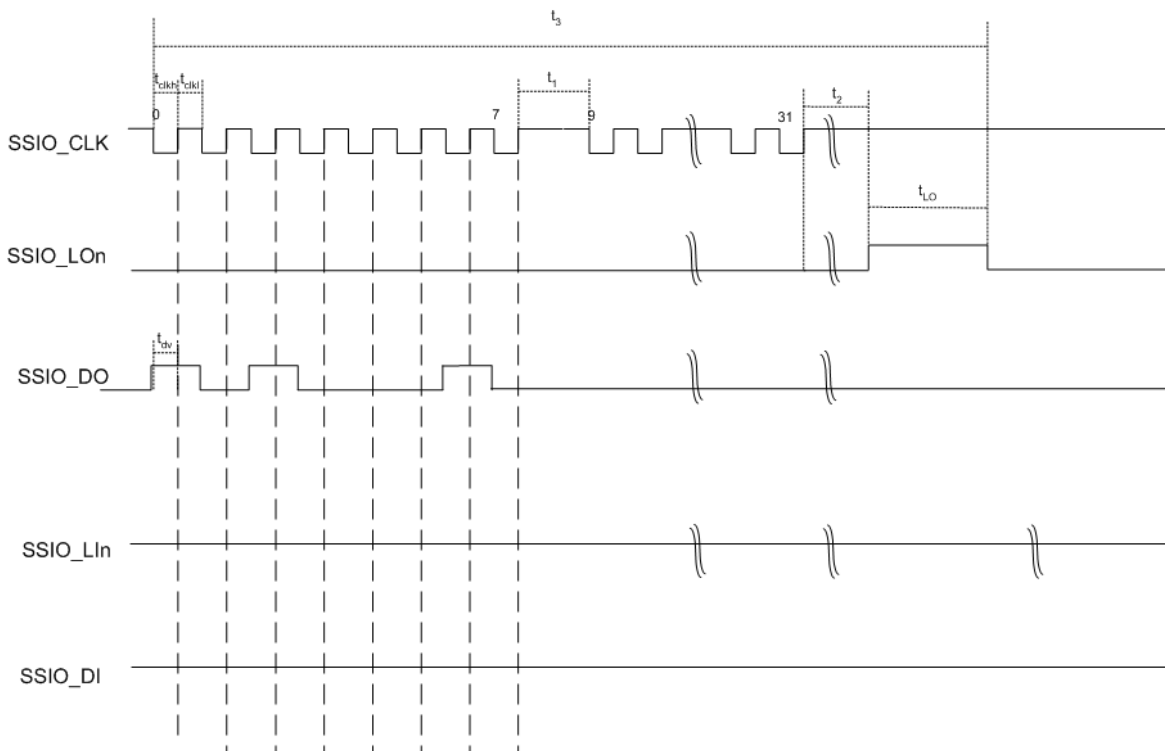 t3
tclkh tclkl
t1
t2
0
7
9
31
SSIO_CLK
tLO
SSIO_LOn
tdv
SSIO_DO
SSIO_LIn
SSIO_DI